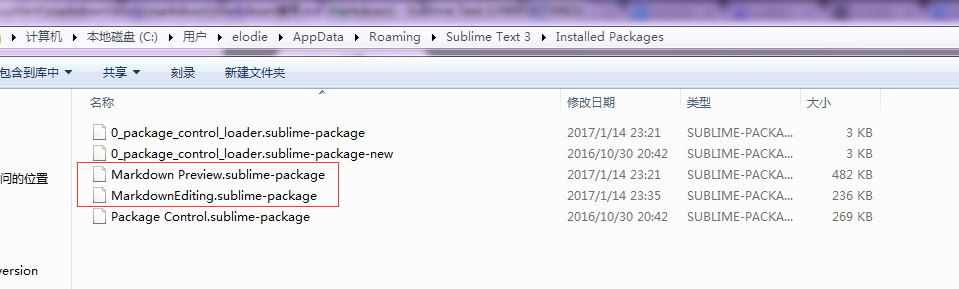 计算机 ▸ 本地磁盘 (C:) ▸ 用户 ▸ elodie ▸ AppData ▸ Roaming ▸ Sublime Text 3 ▸ Installed Packages
包含到库中 共享 刻录 新建文件夹
名称 修改日期 类型 大小
0_package_control_loader.sublime-package 2017/1/14 23:21 SUBLIME-PACKA... 3 KB
0_package_control_loader.sublime-package-new 2016/10/30 20:42 SUBLIME-PACKA... 3 KB
问的位置 Markdown Preview.sublime-package 2017/1/14 23:21 SUBLIME-PACKA... 482 KB
MarkdownEditing.sublime-package 2017/1/14 23:35 SUBLIME-PACKA... 236 KB
Package Control.sublime-package 2016/10/30 20:42 SUBLIME-PACKA... 269 KB
version